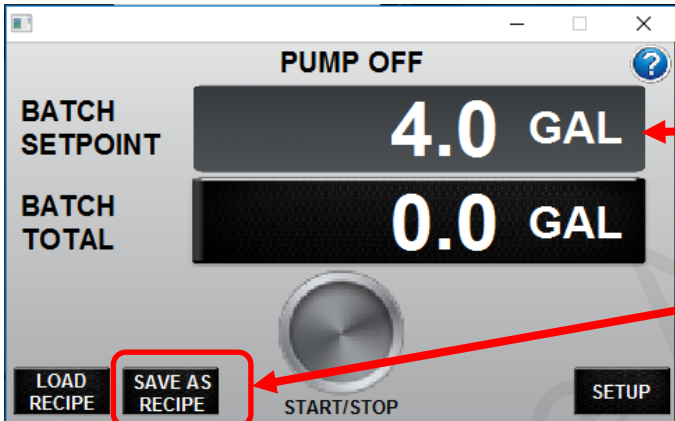 PUMP OFF
?
BATCH
SETPOINT
4.0 GAL
BATCH
TOTAL
0.0 GAL
LOAD
RECIPE
SAVE AS
RECIPE
START/STOP
SETUP